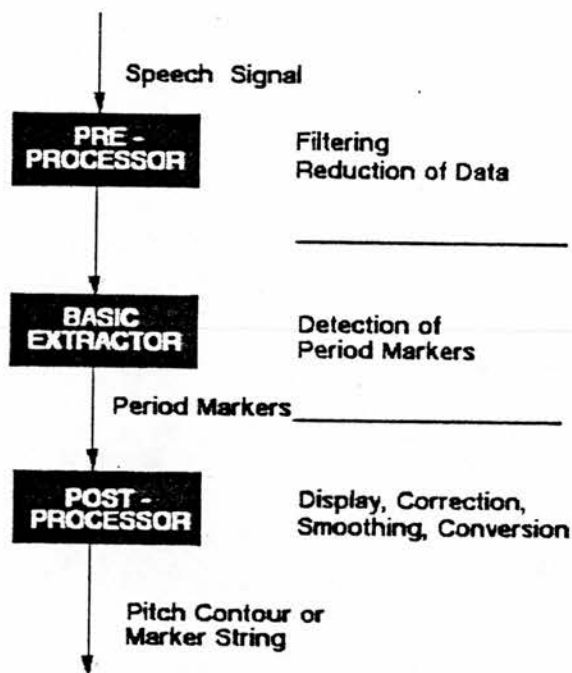 Speech Signal
PRE -
PROCESSOR
Filtering
Reduction of Data
BASIC
EXTRACTOR
Detection of
Period Markers
Period Markers
POST -
PROCESSOR
Display, Correction,
Smoothing, Conversion
Pitch Contour or
Marker String